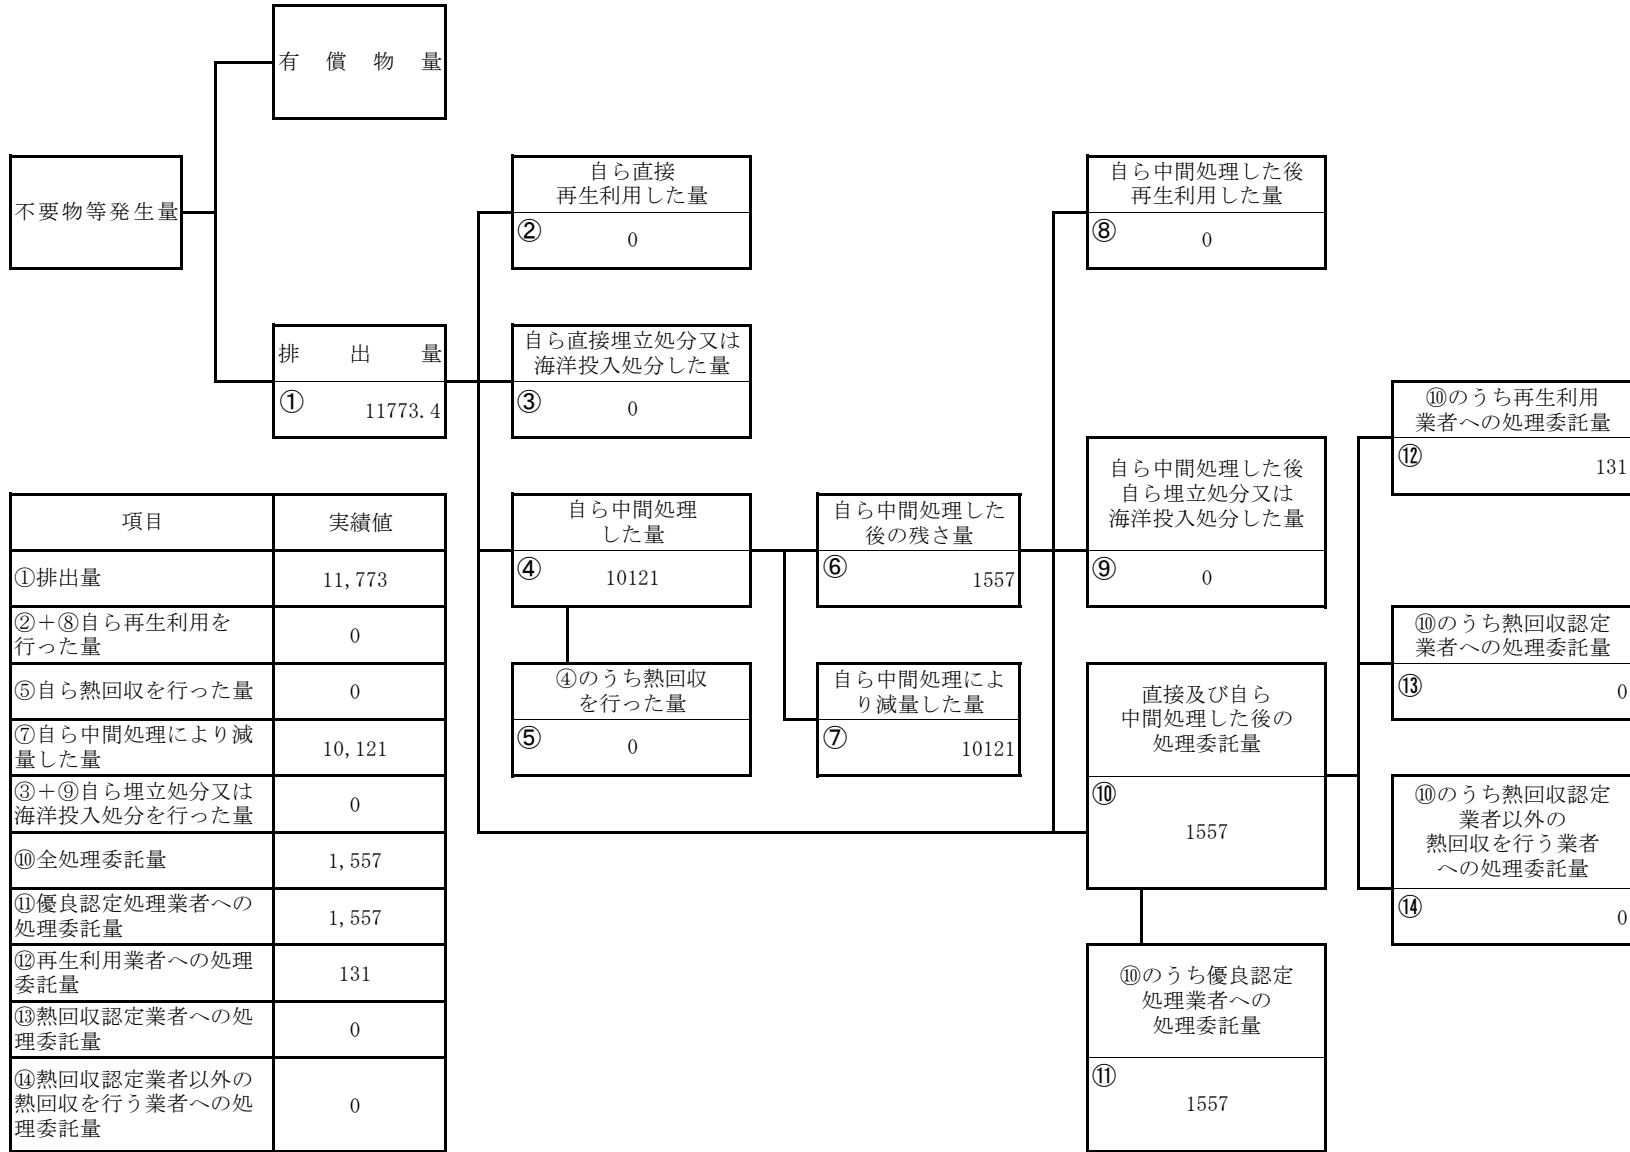 有償物量
不要物等発生量
自ら直接
再生利用した量
② 0
自ら中間処理した後
再生利用した量
⑧ 0
排出量
① 11773.4
自ら直接埋立処分又は
海洋投入処分した量
③ 0
⑩のうち再生利用
業者への処理委託量
⑫ 131
自ら中間処理した後
自ら埋立処分又は
海洋投入処分した量
⑨ 0
自ら中間処理
した量
④ 10121
自ら中間処理した
後の残さ量
⑥ 1557
④のうち熱回収
を行った量
⑤ 0
自ら中間処理によ
り減量した量
⑦ 10121
直接及び自ら
中間処理した後の
処理委託量
⑩
1557
⑩のうち熱回収認定
業者への処理委託量
⑬ 0
⑩のうち熱回収認定
業者以外の
熱回収を行う業者
への処理委託量
⑭ 0
⑩のうち優良認定
処理業者への
処理委託量
⑪
1557
項目 実績値
①排出量 11,773
②+⑧自ら再生利用を
行った量 0
⑤自ら熱回収を行った量 0
⑦自ら中間処理により減
量した量 10,121
③+⑨自ら埋立処分又は
海洋投入処分を行った量 0
⑩全処理委託量 1,557
⑪優良認定処理業者への
処理委託量 1,557
⑫再生利用業者への処理
委託量 131
⑬熱回収認定業者への処
理委託量 0
⑭熱回収認定業者以外の
熱回収を行う業者への処
理委託量 0